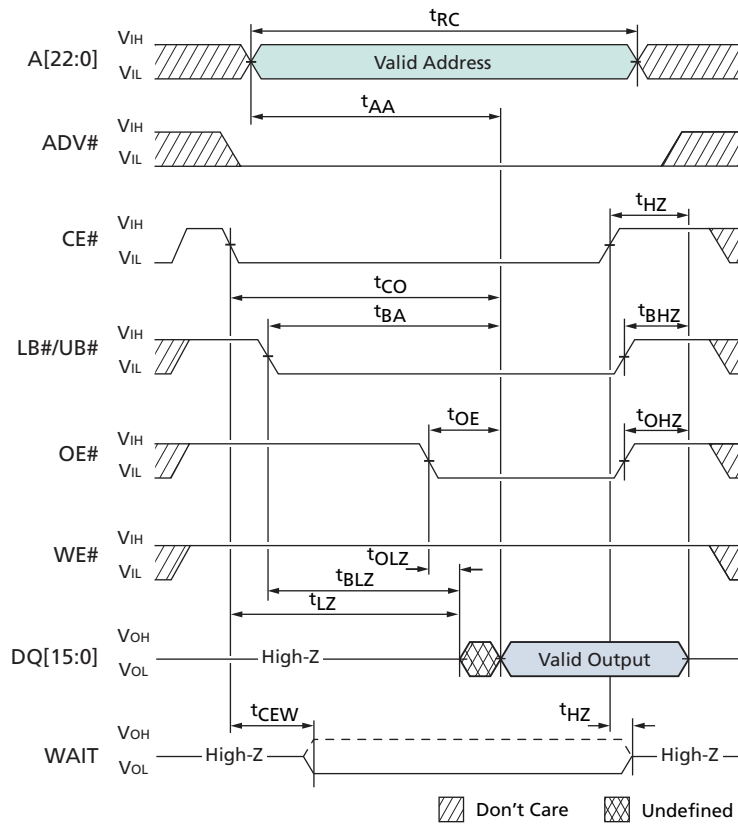 tRC
A[22:0] VIH VIL Valid Address
tAA
ADV# VIH VIL
tHZ
CE# VIH VIL
tCO
tBA tBHZ
LB#/UB# VIH VIL
tOE tOHZ
OE# VIH VIL
WE# VIH VIL
tOLZ
tBLZ
tLZ
DQ[15:0] VOH VOL High-Z Valid Output
tCEW tHZ
WAIT VOH VOL High-Z High-Z
Don't Care Undefined